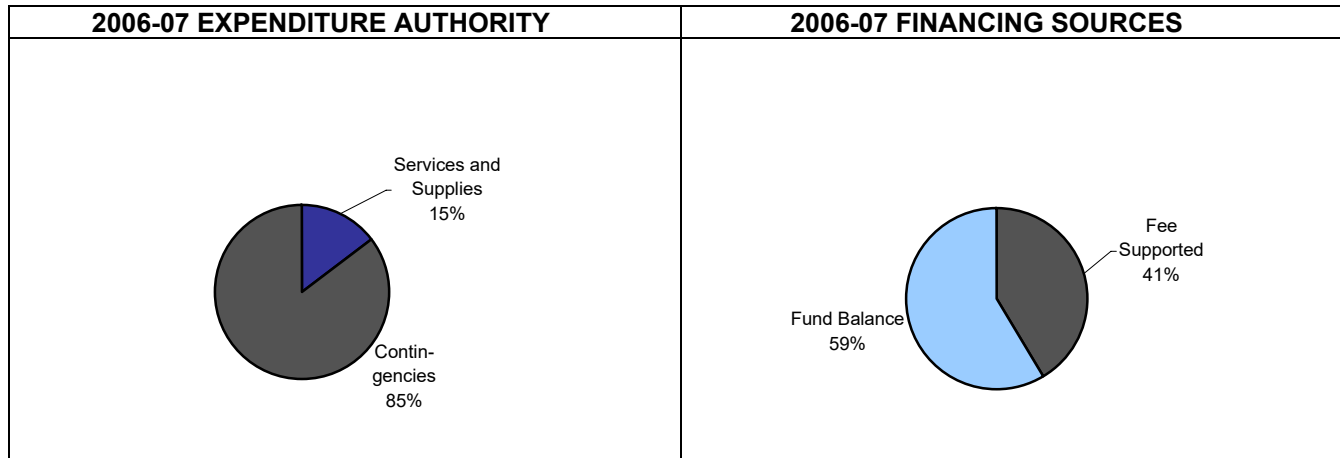 2006-07 EXPENDITURE AUTHORITY
2006-07 FINANCING SOURCES
Services and
Supplies
15%
Contin-
gencies
85%
Fee
Supported
41%
Fund Balance
59%